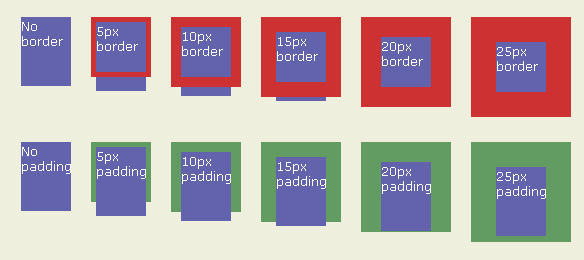 No
border
5px
border
10px
border
15px
border
20px
border
25px
border
No
padding
5px
padding
10px
padding
15px
padding
20px
padding
25px
padding